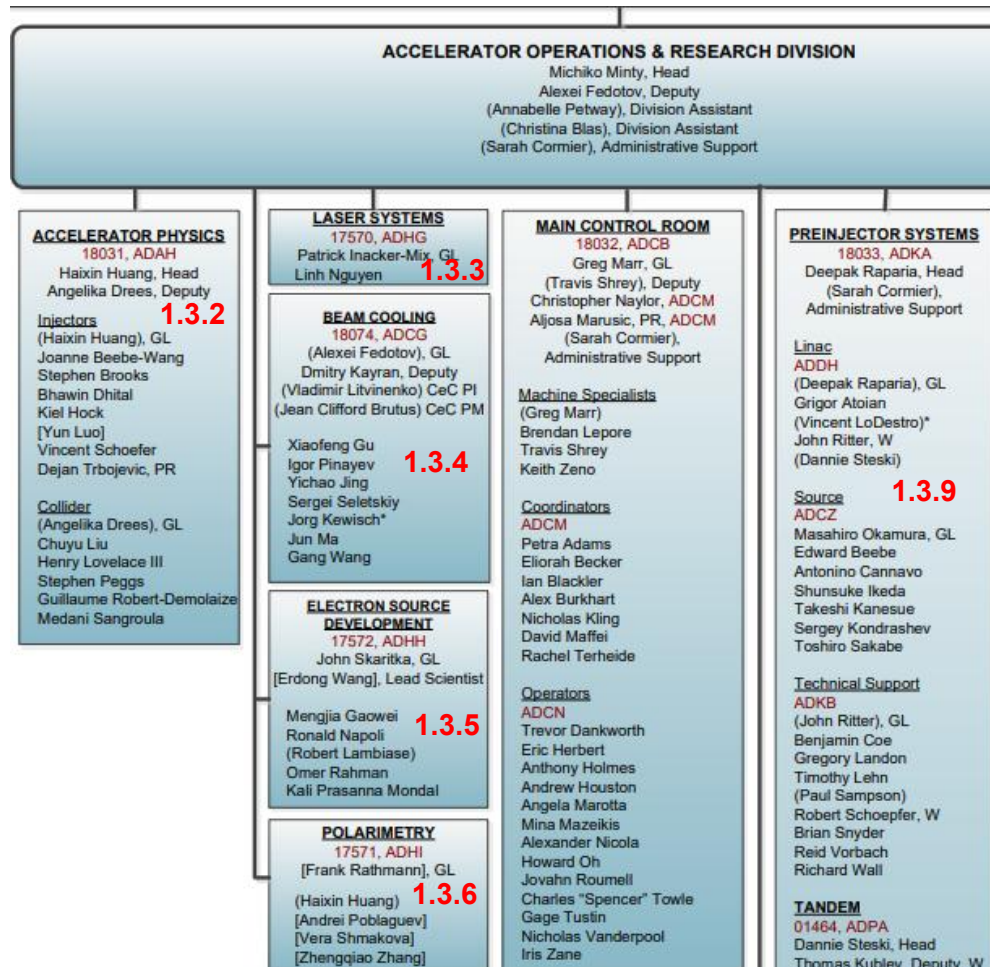 ACCELERATOR OPERATIONS & RESEARCH DIVISION
Michiko Minty, Head
Alexei Fedotov, Deputy
(Annabelle Petway), Division Assistant
(Christina Blas), Division Assistant
(Sarah Cormier), Administrative Support
ACCELERATOR PHYSICS
18031, ADAH
Haixin Huang, Head
Angelika Drees, Deputy
1.3.2
Injectors
(Haixin Huang), GL
Joanne Beebe-Wang
Stephen Brooks
Bhawin Dhital
Kiel Hock
[Yun Luo]
Vincent Schoefer
Dejan Trbojevic, PR
Collider
(Angelika Drees), GL
Chuyu Liu
Henry Lovelace III
Stephen Peggs
Guillaume Robert-Demolaize
Medani Sangroula
LASER SYSTEMS
17570, ADHG
Patrick Inacker-Mix, GL
Linh Nguyen
1.3.3
BEAM COOLING
18074, ADCG
(Alexei Fedotov), GL
Dmitry Kayran, Deputy
(Vladimir Litvinenko) CeC PI
(Jean Clifford Brutus) CeC PM
Xiaofeng Gu
Igor Pinayev
1.3.4
Yichao Jing
Sergei Seletskiy
Jorg Kewisch*
Jun Ma
Gang Wang
ELECTRON SOURCE
DEVELOPMENT
17572, ADHH
John Skaritka, GL
[Erdong Wang], Lead Scientist
Mengjia Gaowei
1.3.5
Ronald Napoli
(Robert Lambiase)
Omer Rahman
Kali Prasanna Mondal
POLARIMETRY
17571, ADHI
[Frank Rathmann], GL
1.3.6
(Haixin Huang)
[Andrei Poblaguev]
[Vera Shmakova]
[Zhengqiao Zhang]
MAIN CONTROL ROOM
18032, ADCB
Greg Marr, GL
(Travis Shrey), Deputy
Christopher Naylor, ADCM
Aljosa Marusic, PR, ADCM
(Sarah Cormier),
Administrative Support
Machine Specialists
(Greg Marr)
Brendan Lepore
Travis Shrey
Keith Zeno
Coordinators
ADCM
Petra Adams
Eliorah Becker
Ian Blackler
Alex Burkhart
Nicholas Kling
David Maffei
Rachel Terheide
Operators
ADCN
Trevor Dankworth
Eric Herbert
Anthony Holmes
Andrew Houston
Angela Marotta
Mina Mazeikis
Alexander Nicola
Howard Oh
Jovahn Roumell
Charles “Spencer” Towle
Gage Tustin
Nicholas Vanderpool
Iris Zane
PREINJECTOR SYSTEMS
18033, ADKA
Deepak Raparia, Head
(Sarah Cormier),
Administrative Support
Linac
ADDH
(Deepak Raparia), GL
Grigor Atoian
(Vincent LoDestro)*
John Ritter, W
(Dannie Steski)
Source
1.3.9
ADCZ
Masahiro Okamura, GL
Edward Beebe
Antonino Cannavo
Shunsuke Ikeda
Takeshi Kanesue
Sergey Kondrashev
Toshiro Sakabe
Technical Support
ADKB
(John Ritter), GL
Benjamin Coe
Gregory Landon
Timothy Lehn
(Paul Sampson)
Robert Schoepfer, W
Brian Snyder
Reid Vorbach
Richard Wall
TANDEM
01464, ADPA
Dannie Steski, Head
Thomas Kubley, Deputy, W